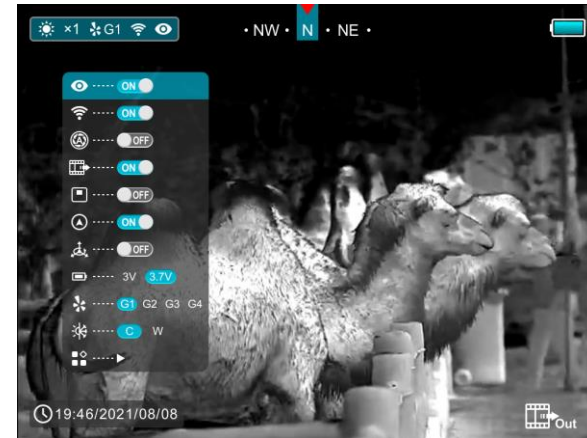 ×1 G1
• NW • N • NE •
ON
ON
OFF
ON
OFF
ON
OFF
3V 3.7V
G1 G2 G3 G4
C W
19:46/2021/08/08
Out